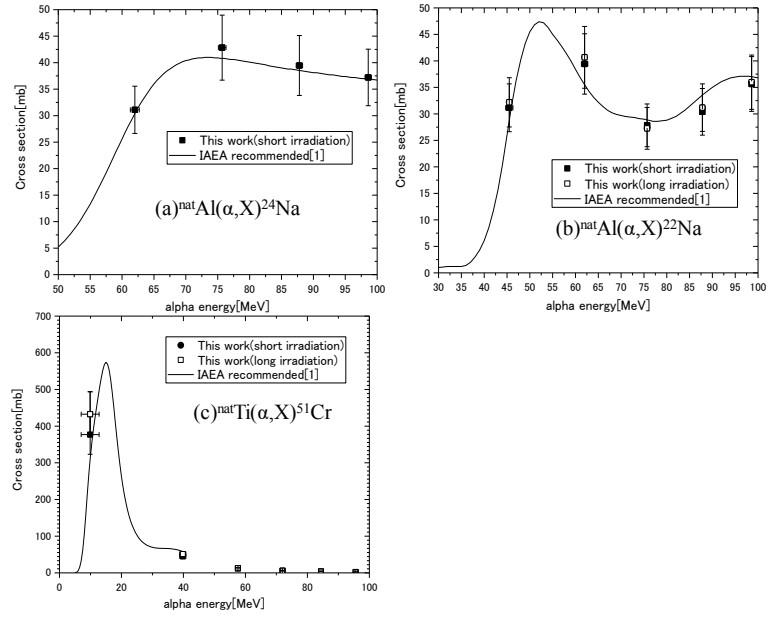 50
45
40
35
30
25
20
15
10
5
0
Cross section[mb]
This work(short irradiation)
IAEA recommended[1]
(a)ⁿᵃᵗAl(α,X)²⁴Na
50 55 60 65 70 75 80 85 90 95 100
alpha energy[MeV]
50
45
40
35
30
25
20
15
10
5
0
Cross section[mb]
This work(short irradiation)
This work(long irradiation)
IAEA recommended[1]
(b)ⁿᵃᵗAl(α,X)²²Na
30 35 40 45 50 55 60 65 70 75 80 85 90 95 100
alpha energy[MeV]
700
600
500
400
300
200
100
0
Cross section[mb]
This work(short irradiation)
This work(long irradiation)
IAEA recommended[1]
(c)ⁿᵃᵗTi(α,X)⁵¹Cr
0 20 40 60 80 100
alpha energy[MeV]